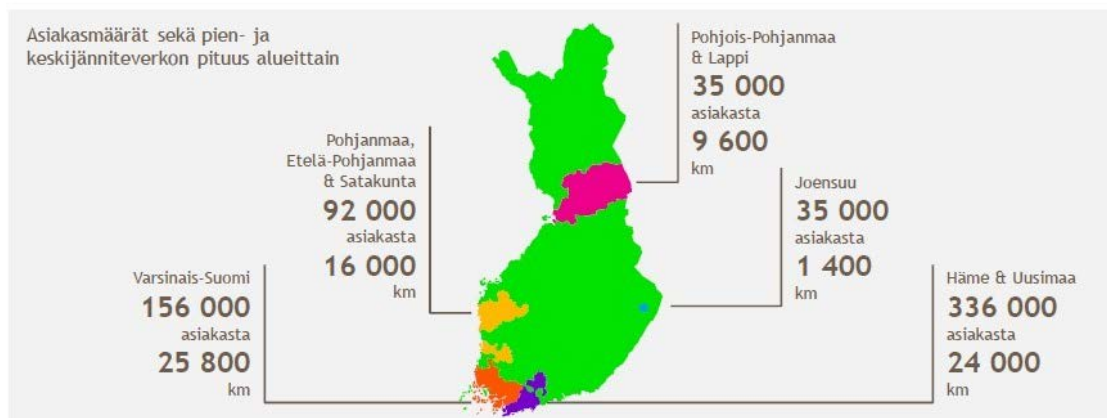 Asiakasmäärät sekä pien- ja
keskijänniteverkon pituus alueittain
Pohjois-Pohjanmaa
& Lappi
35 000
asiakasta
9 600
km
Pohjanmaa,
Etelä-Pohjanmaa
& Satakunta
92 000
asiakasta
16 000
km
Joensuu
35 000
asiakasta
1 400
km
Varsinais-Suomi
156 000
asiakasta
25 800
km
Häme & Uusimaa
336 000
asiakasta
24 000
km